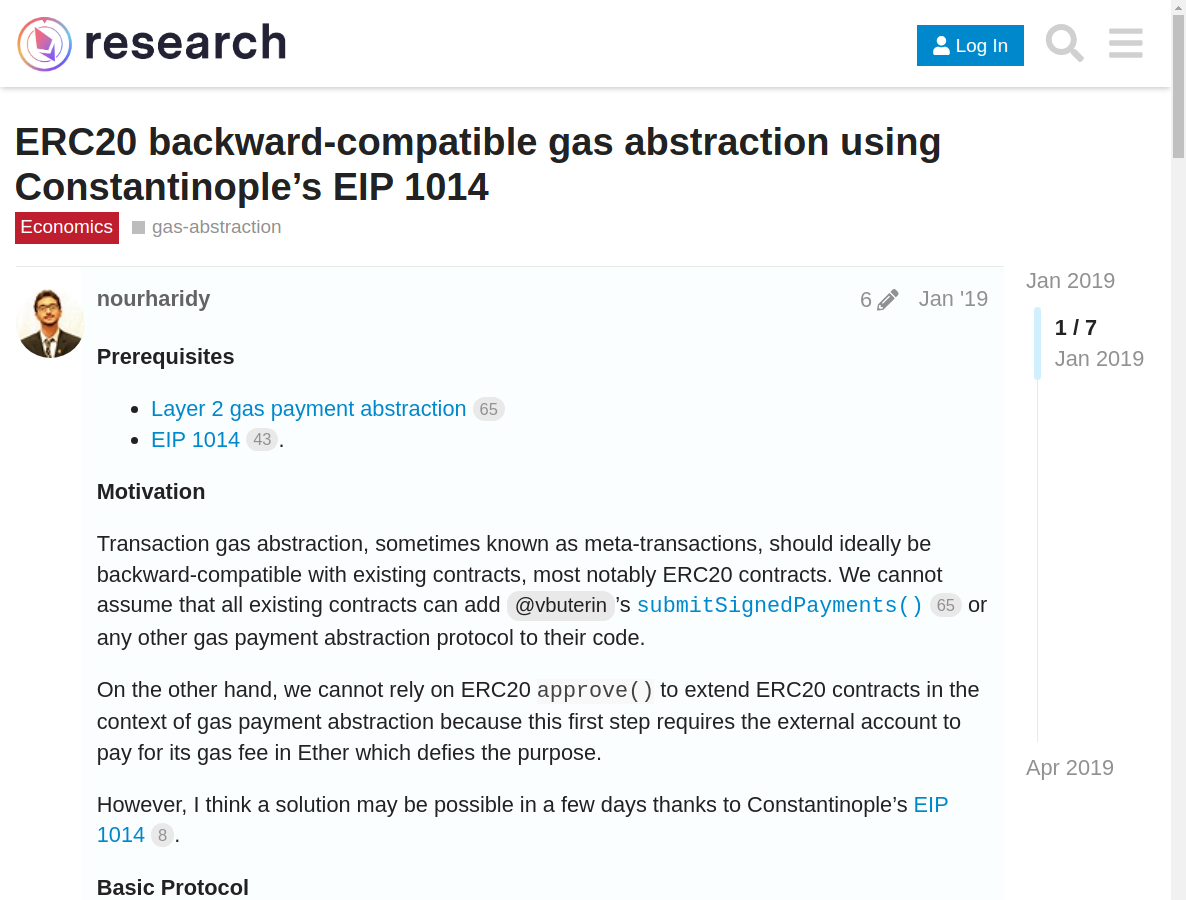 research
Log In
ERC20 backward-compatible gas abstraction using
Constantinople’s EIP 1014
Economics gas-abstraction
nourharidy 6 Jan '19
Jan 2019
1 / 7
Jan 2019
Apr 2019
Prerequisites
Layer 2 gas payment abstraction 65
EIP 1014 43 .
Motivation
Transaction gas abstraction, sometimes known as meta-transactions, should ideally be
backward-compatible with existing contracts, most notably ERC20 contracts. We cannot
assume that all existing contracts can add @vbuterin ’s submitSignedPayments() 65 or
any other gas payment abstraction protocol to their code.
On the other hand, we cannot rely on ERC20 approve() to extend ERC20 contracts in the
context of gas payment abstraction because this first step requires the external account to
pay for its gas fee in Ether which defies the purpose.
However, I think a solution may be possible in a few days thanks to Constantinople’s EIP
1014 8 .
Basic Protocol